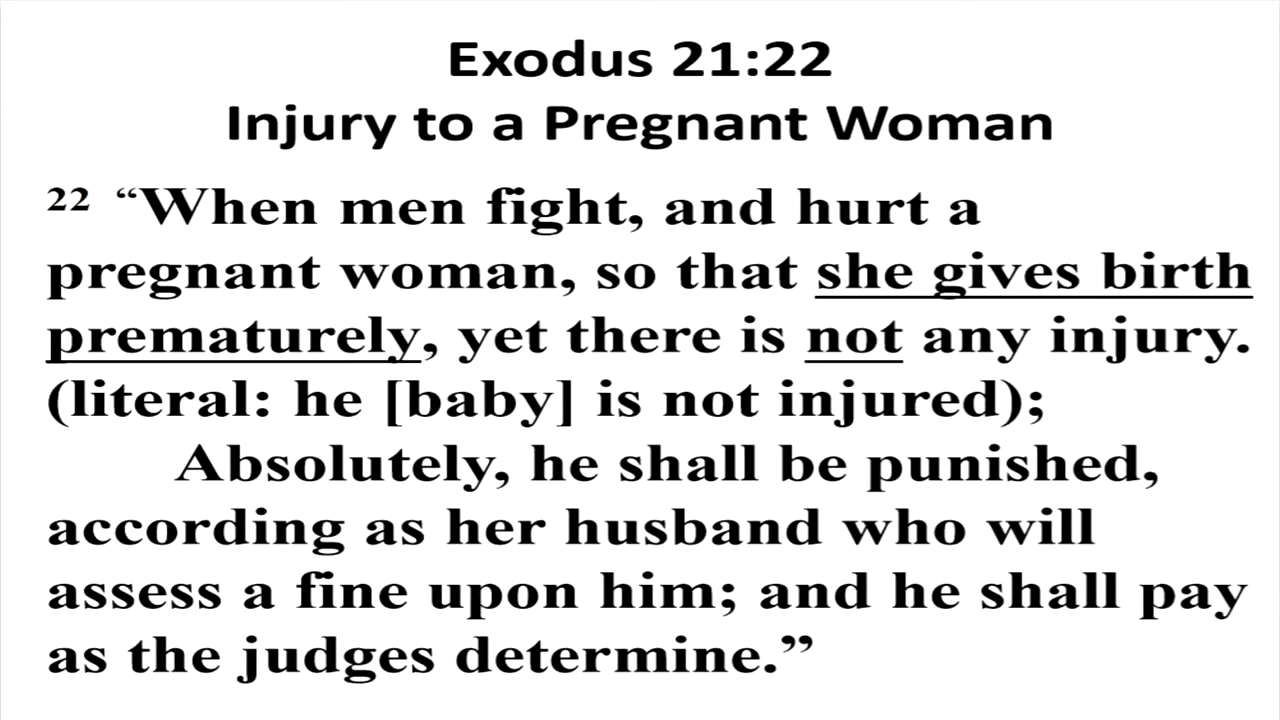 Exodus 21:22
Injury to a Pregnant Woman
22 “When men fight, and hurt a
pregnant woman, so that she gives birth
prematurely, yet there is not any injury.
(literal: he [baby] is not injured);
Absolutely, he shall be punished,
according as her husband who will
assess a fine upon him; and he shall pay
as the judges determine.”